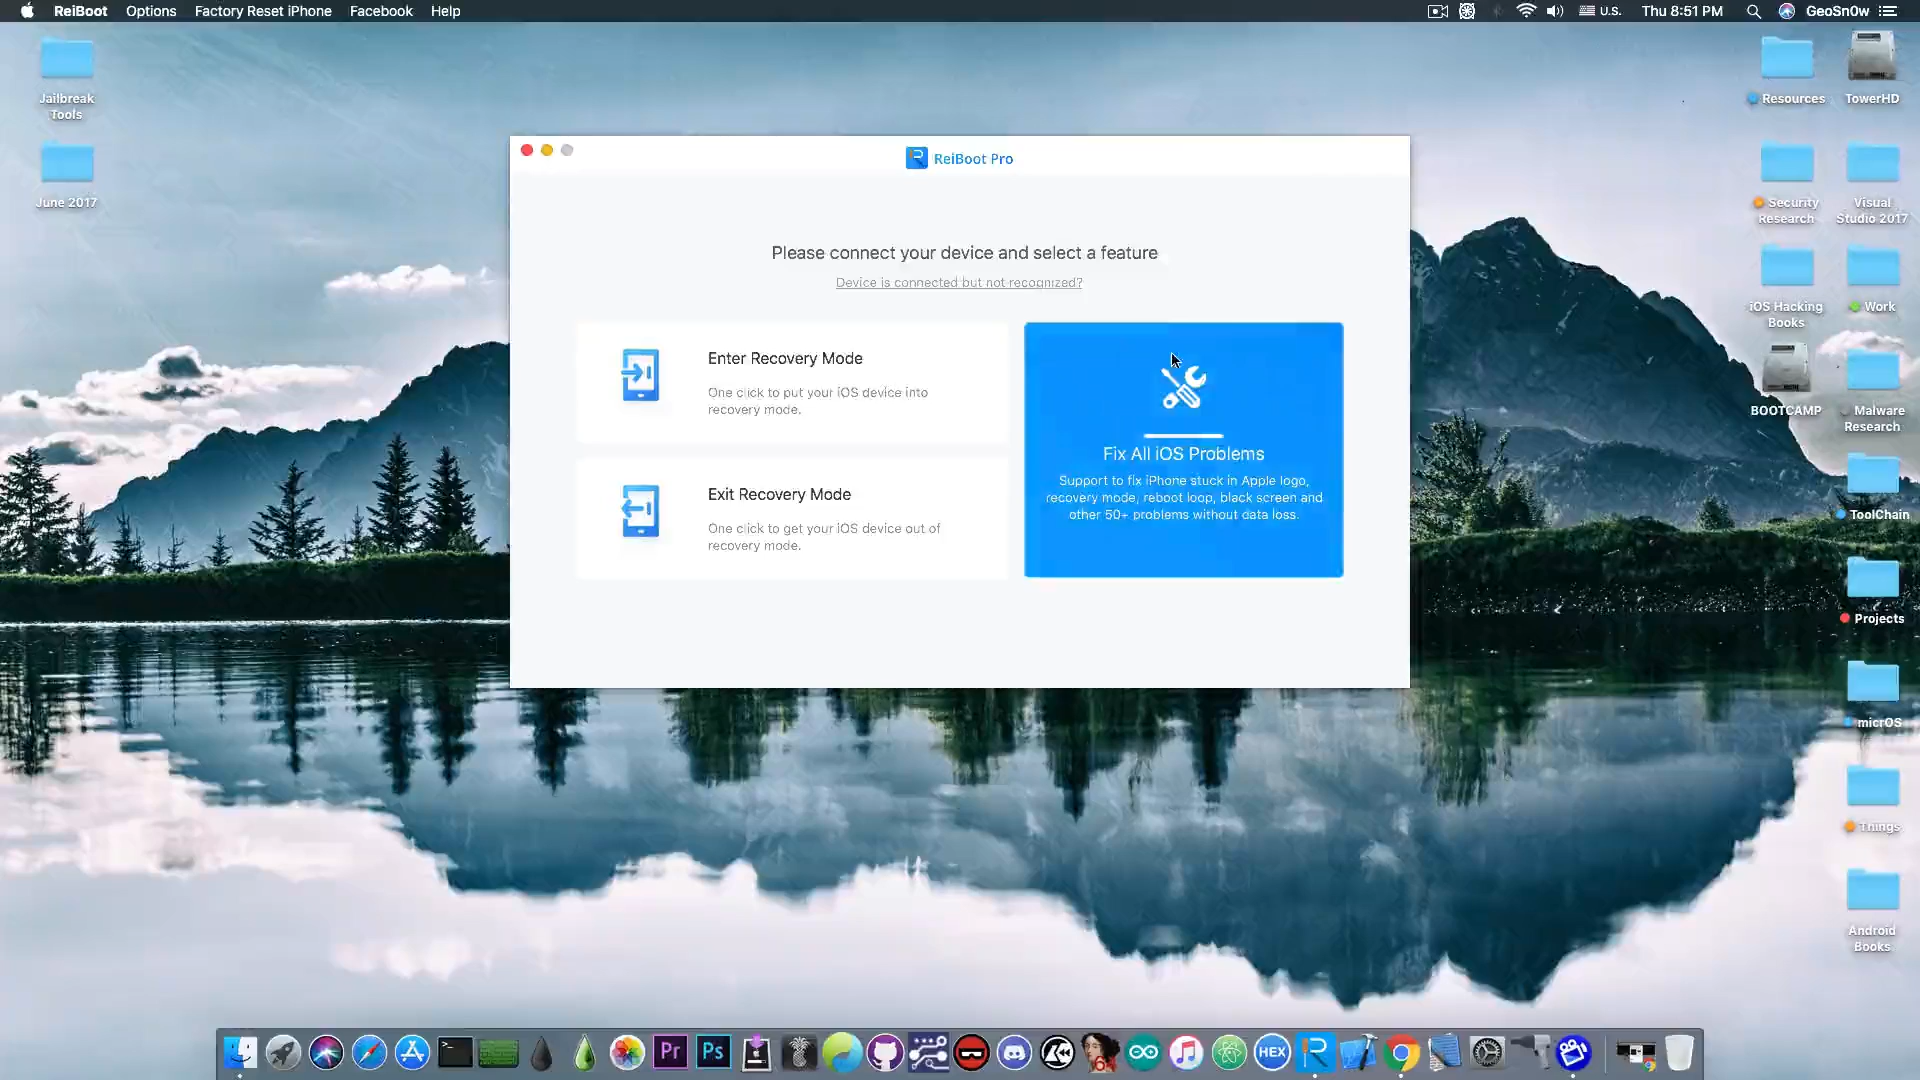 ReiBoot Options Factory Reset iPhone Facebook Help U.S. Thu 8:51 PM GeoSn0w
Jailbreak
Tools
June 2017
Resources
TowerHD
Security
Research
Visual
Studio 2017
iOS Hacking
Books
Work
BOOTCAMP
Malware
Research
ToolChain
Projects
micrOS
Things
Android
Books
ReiBoot Pro
Please connect your device and select a feature
Device is connected but not recognized?
Enter Recovery Mode
One click to put your iOS device into
recovery mode.
Exit Recovery Mode
One click to get your iOS device out of
recovery mode.
Fix All iOS Problems
Support to fix iPhone stuck in Apple logo,
recovery mode, reboot loop, black screen and
other 50+ problems without data loss.
Pr
Ps
HEX